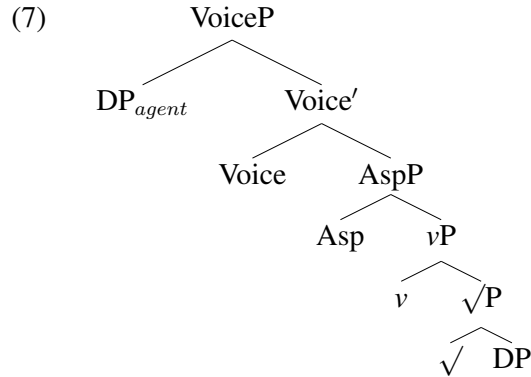 (7) VoiceP
DP_agent Voice′
Voice AspP
Asp vP
v √P
√ DP